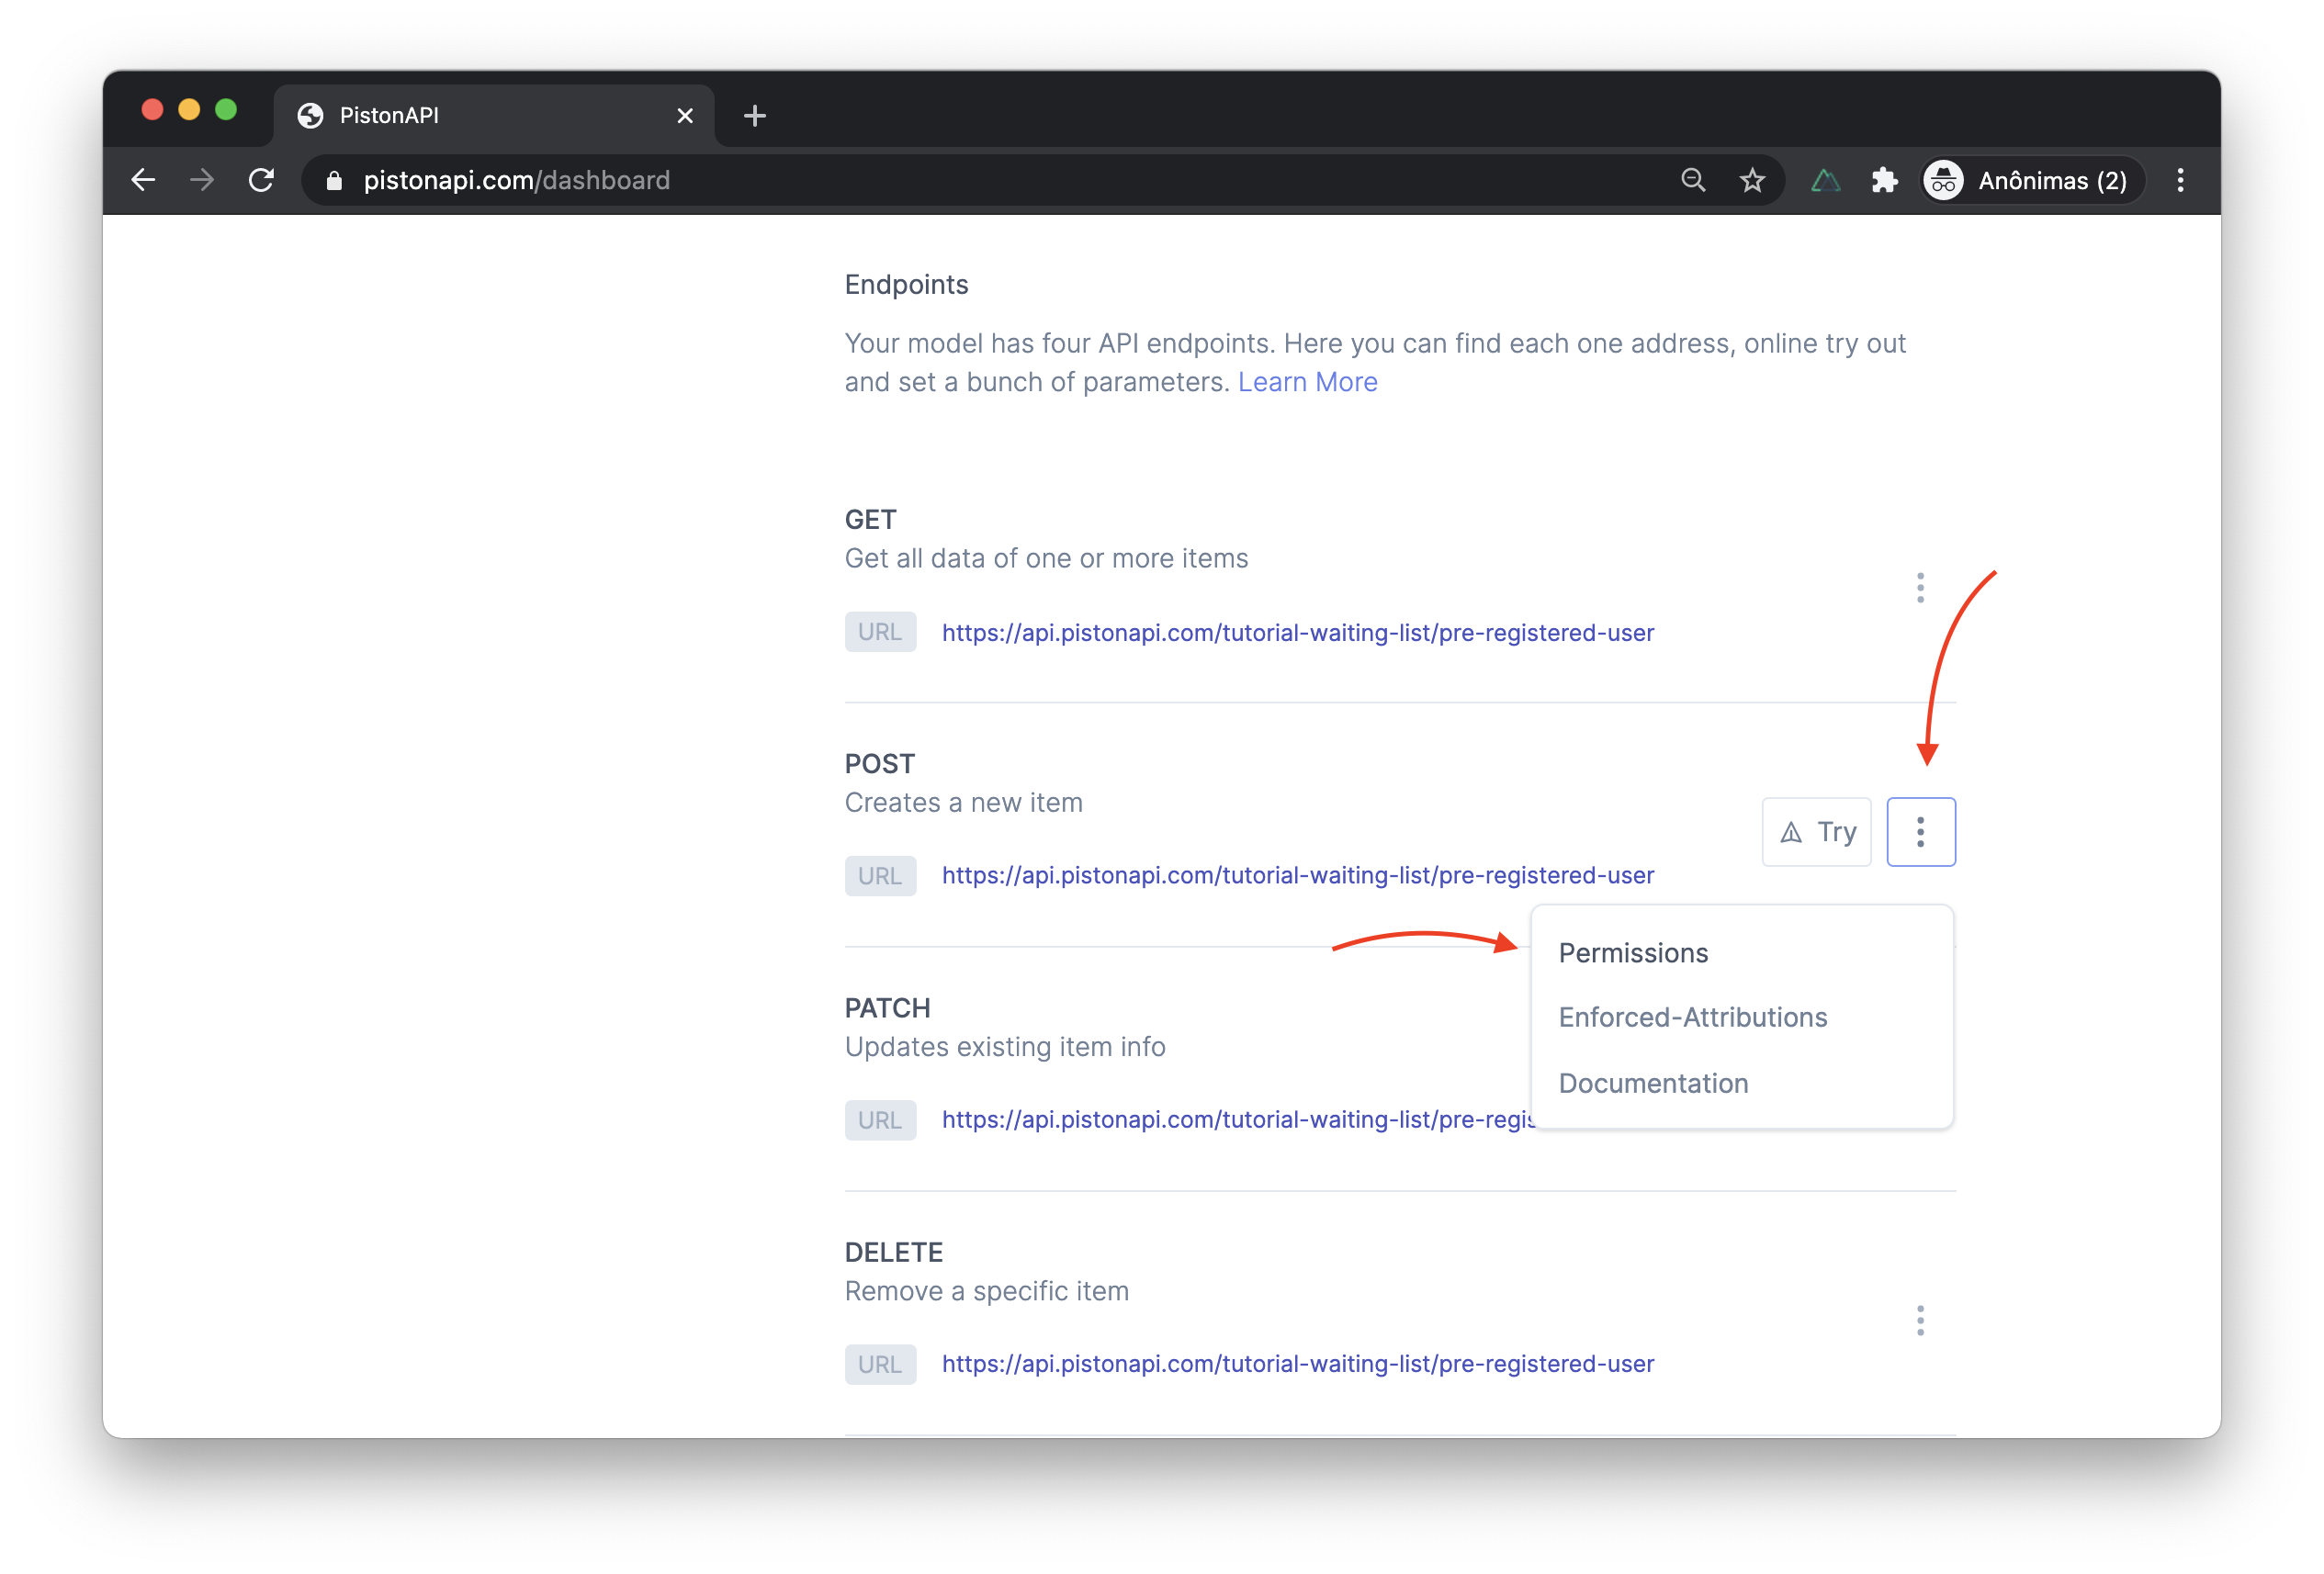 PistonAPI
pistonapi.com/dashboard
Anônimas (2)
Endpoints
Your model has four API endpoints. Here you can find each one address, online try out
and set a bunch of parameters. Learn More
GET
Get all data of one or more items
URL https://api.pistonapi.com/tutorial-waiting-list/pre-registered-user
POST
Creates a new item
Try
URL https://api.pistonapi.com/tutorial-waiting-list/pre-registered-user
Permissions
Enforced-Attributions
Documentation
PATCH
Updates existing item info
URL https://api.pistonapi.com/tutorial-waiting-list/pre-regis
DELETE
Remove a specific item
URL https://api.pistonapi.com/tutorial-waiting-list/pre-registered-user